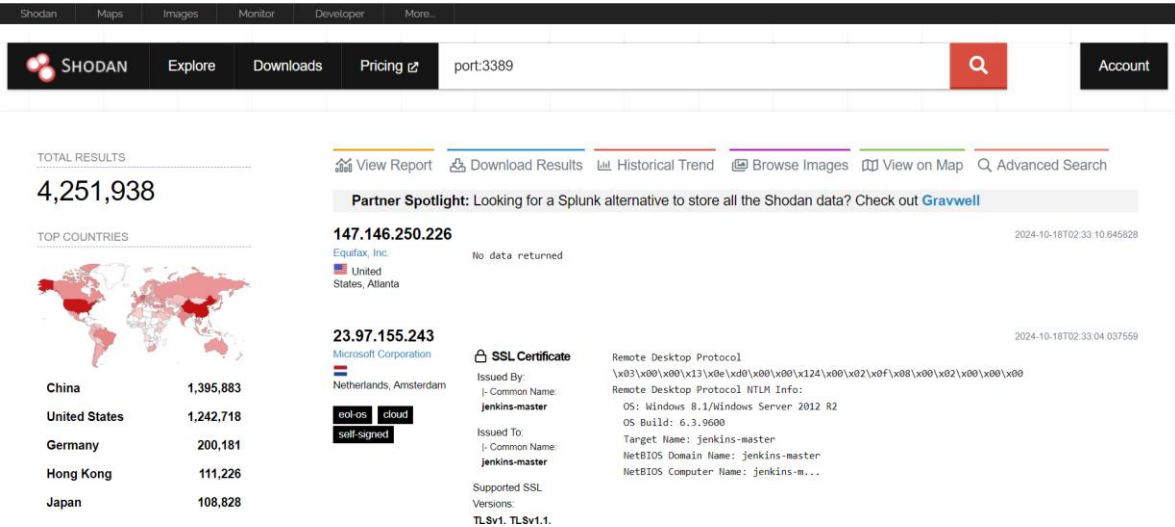 Shodan Maps Images Monitor Developer More...
SHODAN Explore Downloads Pricing port:3389 Account
TOTAL RESULTS
4,251,938
TOP COUNTRIES
China 1,395,883
United States 1,242,718
Germany 200,181
Hong Kong 111,226
Japan 108,828
View Report Download Results Historical Trend Browse Images View on Map Advanced Search
Partner Spotlight: Looking for a Splunk alternative to store all the Shodan data? Check out Gravwell
147.146.250.226
2024-10-18T02:33:10.645828
Equifax, Inc.
United
States, Atlanta
No data returned
23.97.155.243
2024-10-18T02:33:04.037559
Microsoft Corporation
Netherlands, Amsterdam
eol-os cloud
self-signed
SSL Certificate
Issued By:
|- Common Name:
jenkins-master
Issued To:
|- Common Name:
jenkins-master
Supported SSL
Versions:
TLSv1, TLSv1.1,
Remote Desktop Protocol
\x03\x00\x00\x13\x0e\xd0\x00\x00\x124\x00\x02\x0f\x08\x00\x02\x00\x00\x00
Remote Desktop Protocol NTLM Info:
OS: Windows 8.1/Windows Server 2012 R2
OS Build: 6.3.9600
Target Name: jenkins-master
NetBIOS Domain Name: jenkins-master
NetBIOS Computer Name: jenkins-m...